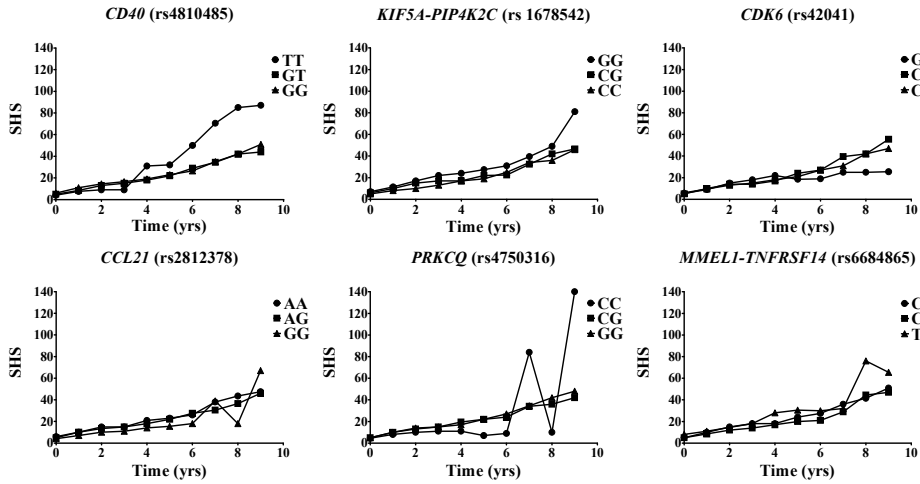 CD40 (rs4810485)
140
120
100
80
60
40
20
0
SHS
TT
GT
GG
0 2 4 6 8 10
Time (yrs)
KIF5A-PIP4K2C (rs 1678542)
140
120
100
80
60
40
20
0
SHS
GG
CG
CC
0 2 4 6 8 10
Time (yrs)
CDK6 (rs42041)
140
120
100
80
60
40
20
0
SHS
0 2 4 6 8 10
Time (yrs)
CCL21 (rs2812378)
140
120
100
80
60
40
20
0
SHS
AA
AG
GG
0 2 4 6 8 10
Time (yrs)
PRKCQ (rs4750316)
140
120
100
80
60
40
20
0
SHS
CC
CG
GG
0 2 4 6 8 10
Time (yrs)
MMEL1-TNFRSF14 (rs6684865)
140
120
100
80
60
40
20
0
SHS
0 2 4 6 8 10
Time (yrs)